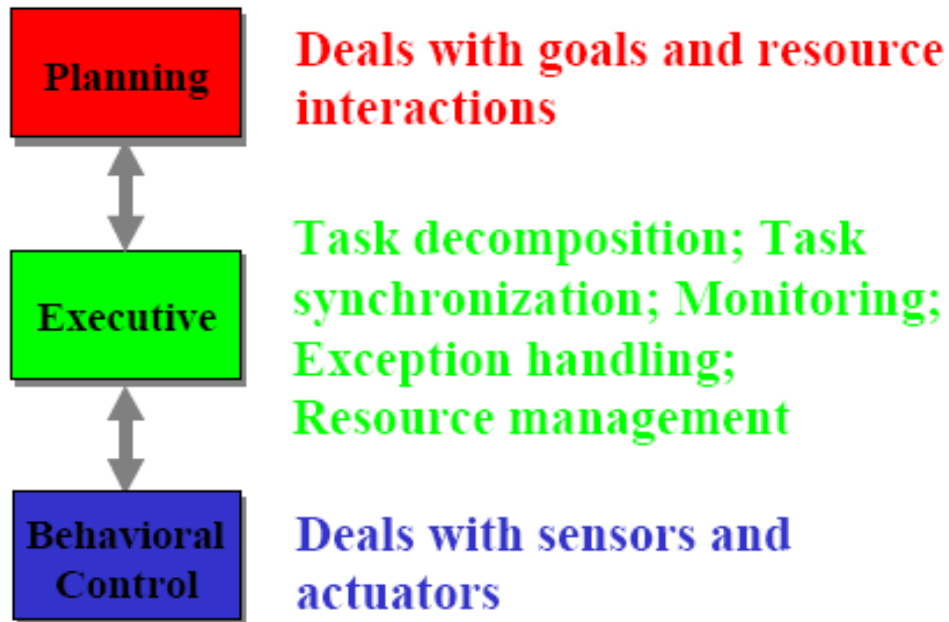 Planning
Deals with goals and resource
interactions
Executive
Task decomposition; Task
synchronization; Monitoring;
Exception handling;
Resource management
Behavioral
Control
Deals with sensors and
actuators